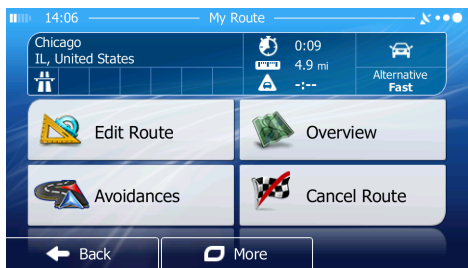 14:06
My Route
Chicago
IL, United States
0:09
4.9 mi
-:--
Alternative
Fast
Edit Route
Overview
Avoidances
Cancel Route
Back
More